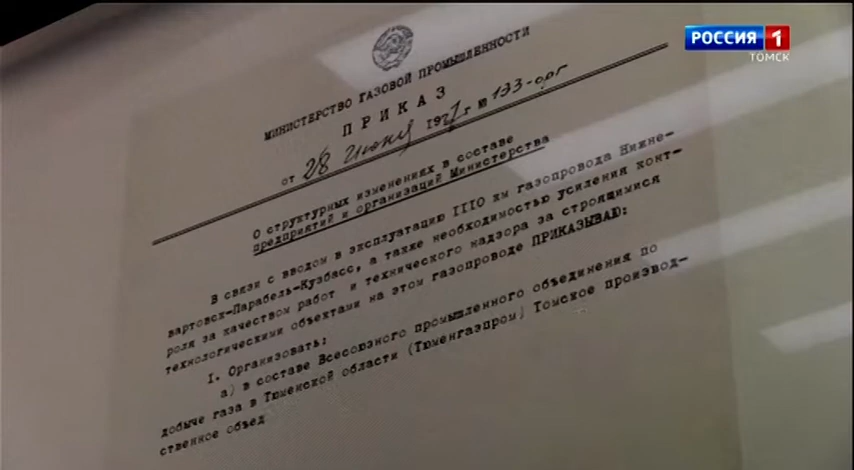 РОССИЯ 1
ТОМСК
МИНИСТЕРСТВО ГАЗОВОЙ ПРОМЫШЛЕННОСТИ
ПРИКАЗ
от 28 июня 1977 г № 133-орг
О структурных изменениях в составе
предприятий и организаций Министерства
В связи с вводом в эксплуатацию IIIO км газопровода Нижне-
вартовск-Парабель-Кузбасс, а также необходимостью усиления конт-
роля за качеством работ и технического надзора за строящимися
технологическими объектами на этом газопроводе ПРИКАЗЫВАЮ:
I. Организовать:
а) в составе Всесоюзного промышленного объединения по
добыче газа в Тюменской области (Тюменгазпром) Томское производ-
ственное объед